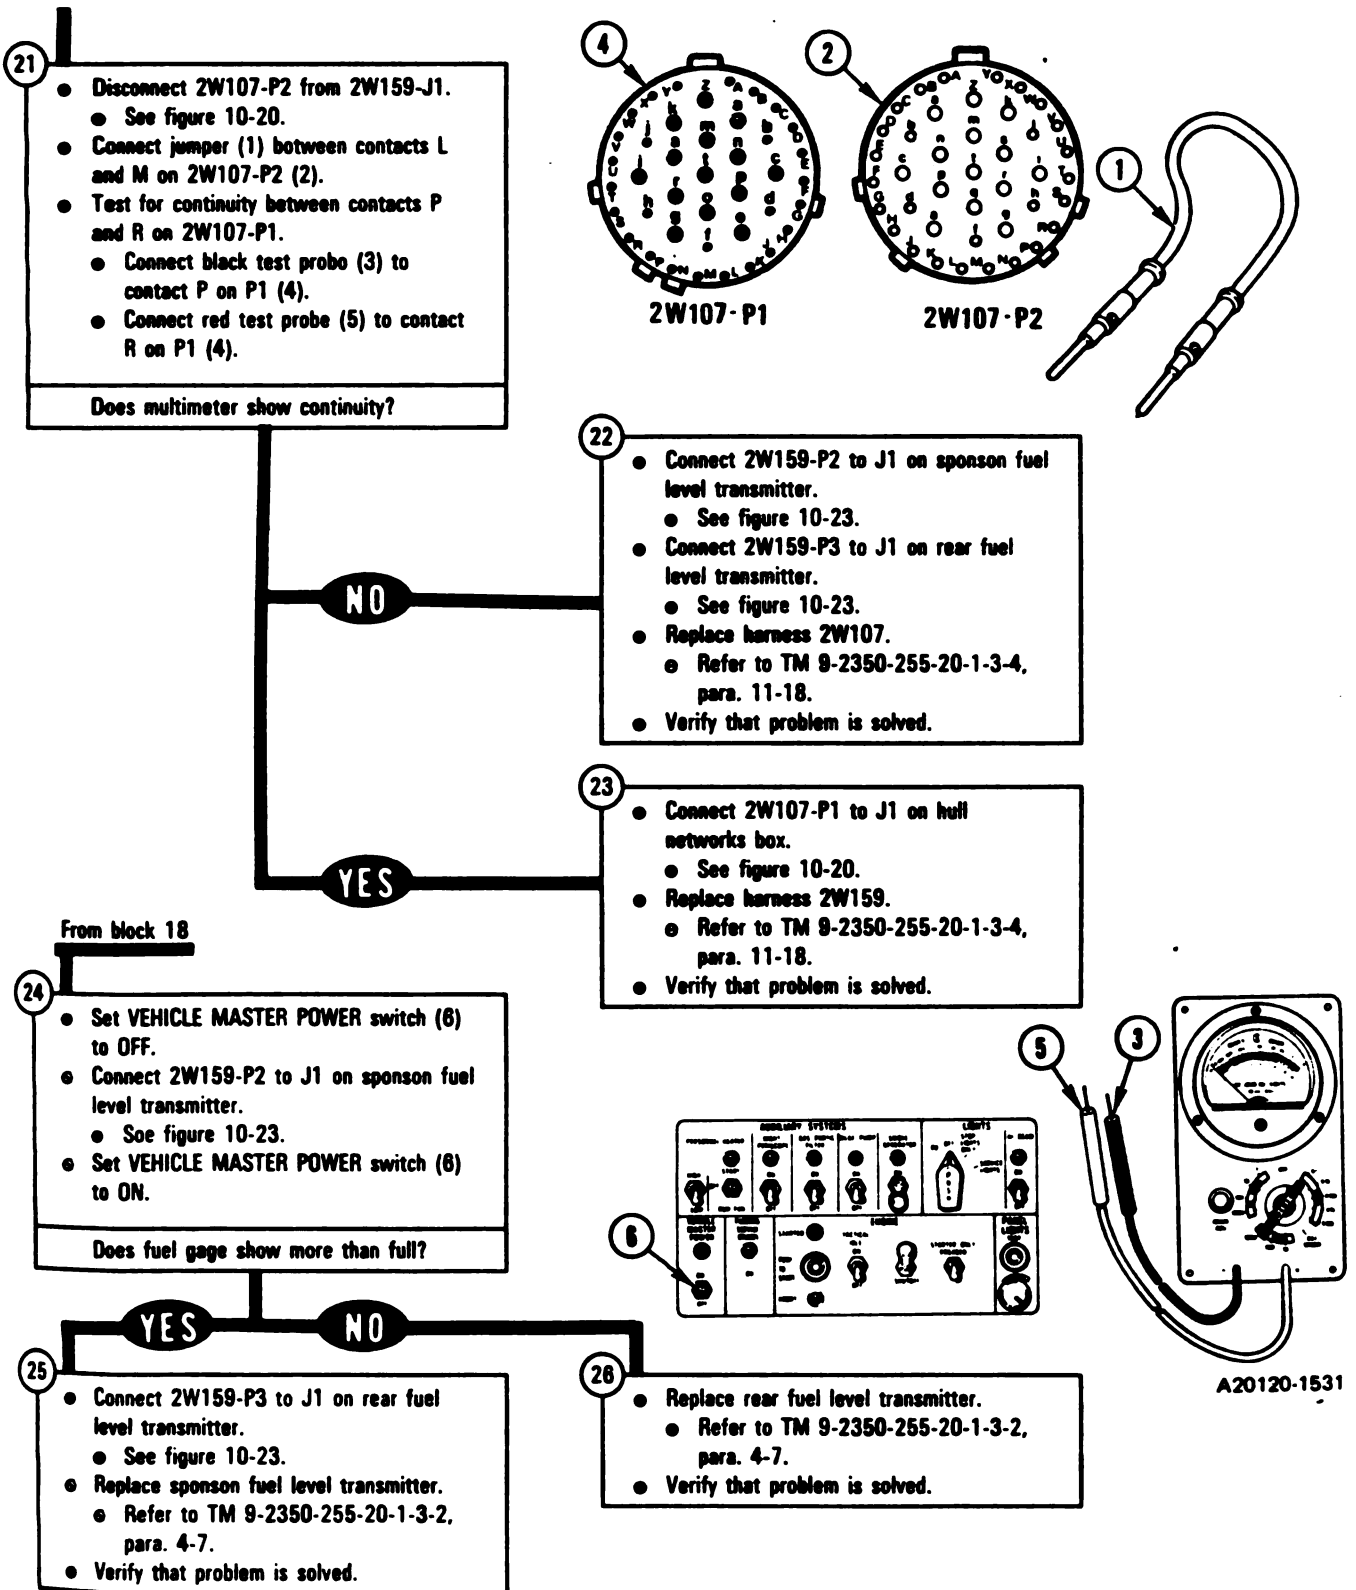 21
● Disconnect 2W107-P2 from 2W159-J1.
● See figure 10-20.
● Connect jumper (1) botween contacts L
and M on 2W107-P2 (2).
● Test for continuity between contacts P
and R on 2W107-P1.
● Connect black test probo (3) to
contact P on P1 (4).
● Connect red test probe (5) to contact
R on P1 (4).
Does multimeter show continuity?
4
2
1
2W107-P1
2W107-P2
22
● Connect 2W159-P2 to J1 on sponson fuel
level transmitter.
● See figure 10-23.
● Connect 2W159-P3 to J1 on rear fuel
level transmitter.
● See figure 10-23.
● Replace harness 2W107.
● Refer to TM 9-2350-255-20-1-3-4,
para. 11-18.
● Verify that problem is solved.
NO
23
● Connect 2W107-P1 to J1 on hull
networks box.
● See figure 10-20.
● Replace harness 2W159.
● Refer to TM 9-2350-255-20-1-3-4,
para. 11-18.
● Verify that problem is solved.
YES
From block 18
24
● Set VEHICLE MASTER POWER switch (6)
to OFF.
● Connect 2W159-P2 to J1 on sponson fuel
level transmitter.
● Soe figure 10-23.
● Set VEHICLE MASTER POWER switch (6)
to ON.
Does fuel gage show more than full?
5
3
6
AUXILIARY SYSTEMS
LIGHTS
VEHICLE
MASTER
POWER
PANEL
LIGHTS
A20120-1531
YES
NO
25
● Connect 2W159-P3 to J1 on rear fuel
level transmitter.
● See figure 10-23.
● Replace sponson fuel level transmitter.
● Refer to TM 9-2350-255-20-1-3-2,
para. 4-7.
● Verify that problem is solved.
26
● Replace rear fuel level transmitter.
● Refer to TM 9-2350-255-20-1-3-2,
para. 4-7.
● Verify that problem is solved.